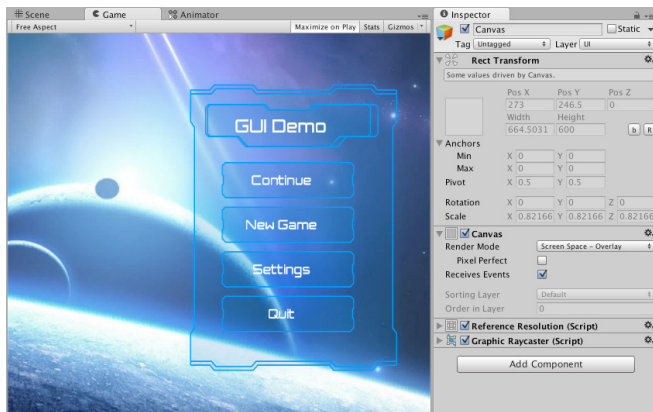 Scene
Game
Animator
Free Aspect
Maximize on Play Stats Gizmos
GUI Demo
Continue
New Game
Settings
Quit
Inspector
Canvas
Static
Tag Untagged Layer UI
Rect Transform
Some values driven by Canvas.
Pos X Pos Y Pos Z
273 246.5 0
Width Height
664.5031 600
b R
Anchors
Min X 0 Y 0
Max X 0 Y 0
Pivot X 0.5 Y 0.5
Rotation X 0 Y 0 Z 0
Scale X 0.82166 Y 0.82166 Z 0.82166
Canvas
Render Mode Screen Space - Overlay
Pixel Perfect
Receives Events
Sorting Layer Default
Order in Layer 0
Reference Resolution (Script)
Graphic Raycaster (Script)
Add Component